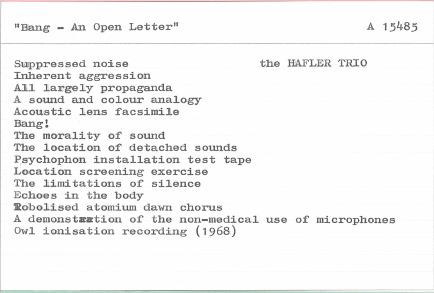 "Bang - An Open Letter" A 15485
Suppressed noise the HAFLER TRIO
Inherent aggression
All largely propaganda
A sound and colour analogy
Acoustic lens facsimile
Bang!
The morality of sound
The location of detached sounds
Psychophon installation test tape
Location screening exercise
The limitations of silence
Echoes in the body
Robolised atomium dawn chorus
A demonstration of the non-medical use of microphones
Owl ionisation recording (1968)